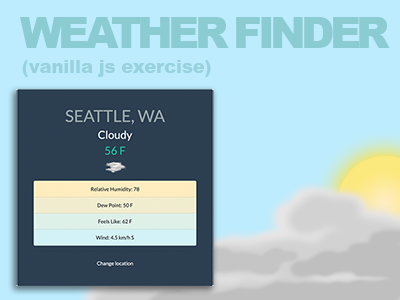 WEATHER FINDER
(vanilla js exercise)
SEATTLE, WA
Cloudy
56 F
Relative Humidity: 78
Dew Point: 50 F
Feels Like: 62 F
Wind: 4.5 km/h S
Change location